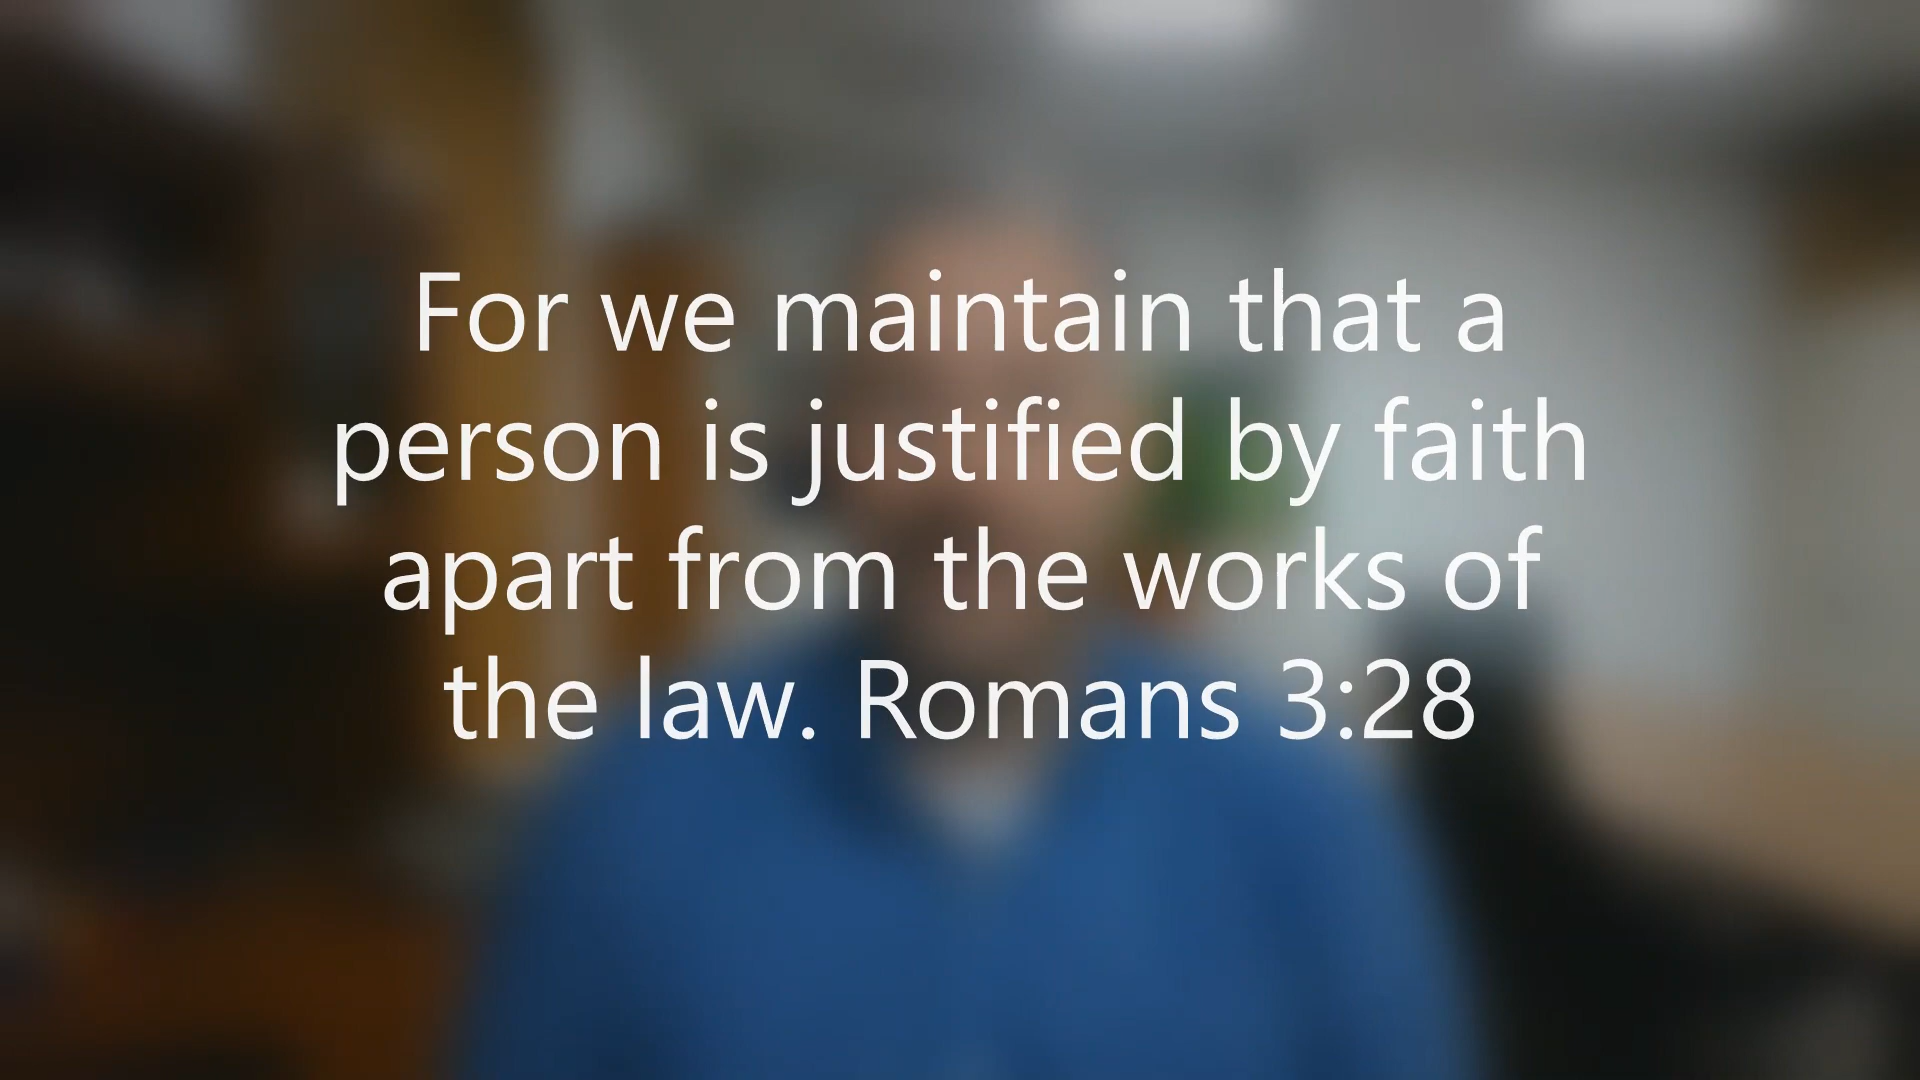 For we maintain that a
person is justified by faith
apart from the works of
the law. Romans 3:28